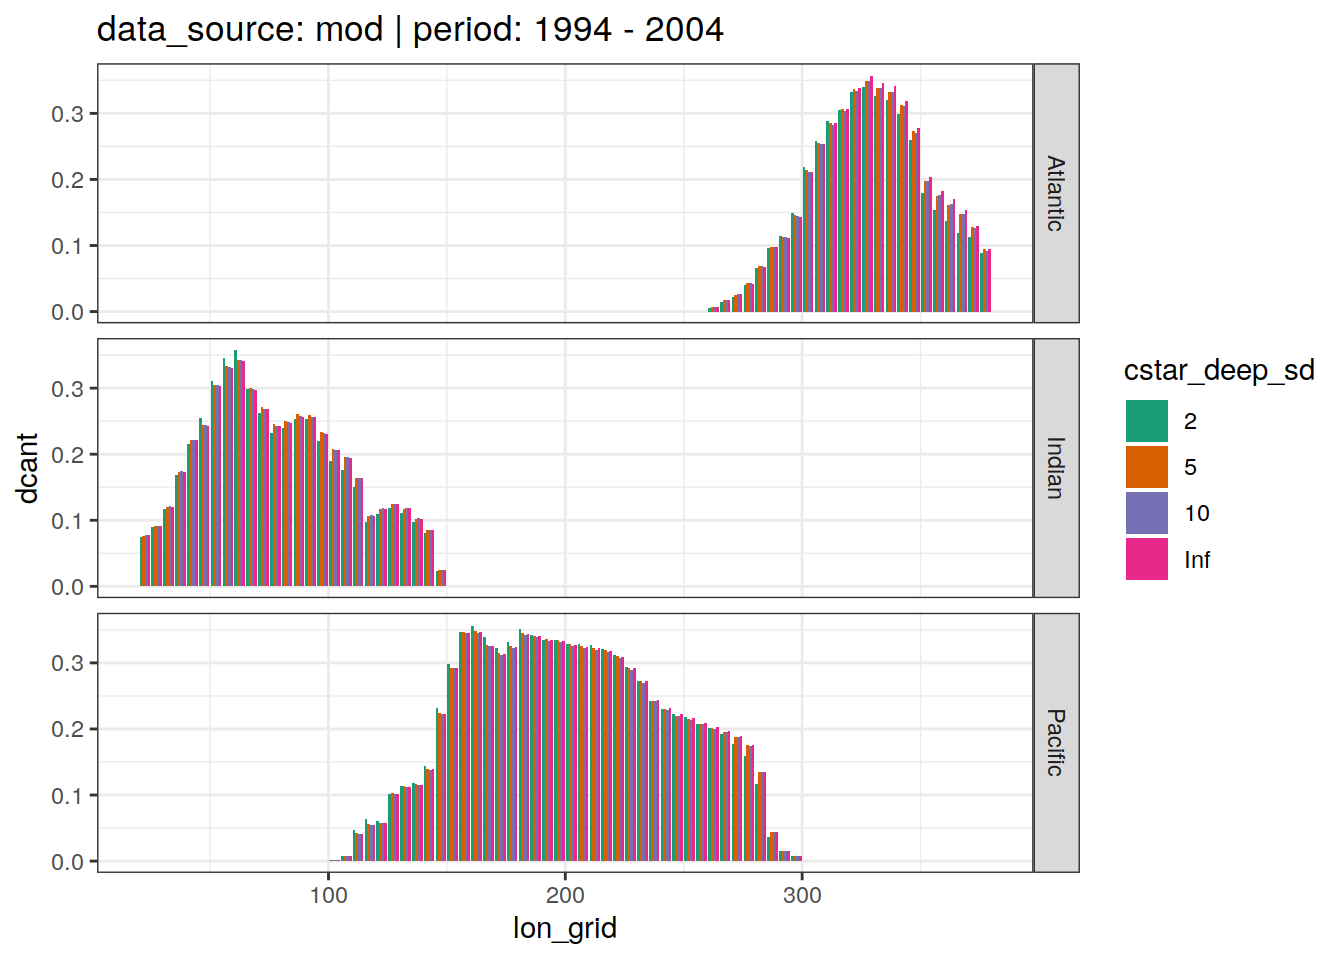 data_source: mod | period: 1994 - 2004
0.3
0.2
0.1
0.0
Atlantic
0.3
0.2
0.1
0.0
Indian
0.3
0.2
0.1
0.0
Pacific
dcant
100
200
300
lon_grid
cstar_deep_sd
2
5
10
Inf